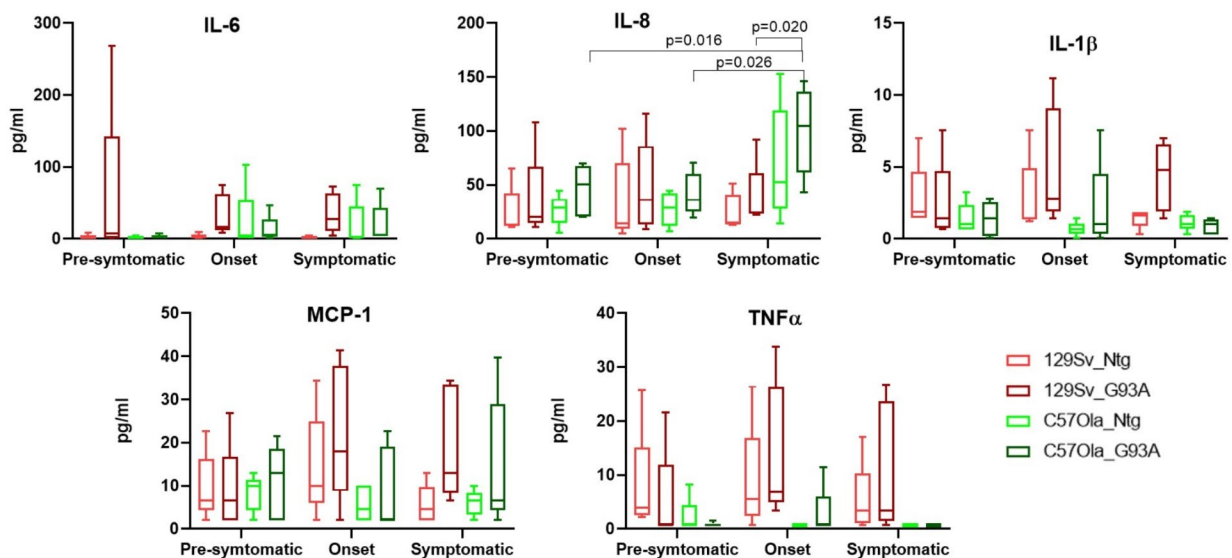 IL-6
300
200
100
0
pg/ml
Pre-symtomatic Onset Symptomatic
IL-8
200
150
100
50
0
pg/ml
p=0.016
p=0.020
p=0.026
Pre-symtomatic Onset Symptomatic
IL-1β
15
10
5
0
pg/ml
Pre-symtomatic Onset Symptomatic
MCP-1
50
40
30
20
10
0
pg/ml
Pre-symtomatic Onset Symptomatic
TNFα
40
30
20
10
0
pg/ml
Pre-symtomatic Onset Symptomatic
129Sv_Ntg
129Sv_G93A
C57Ola_Ntg
C57Ola_G93A